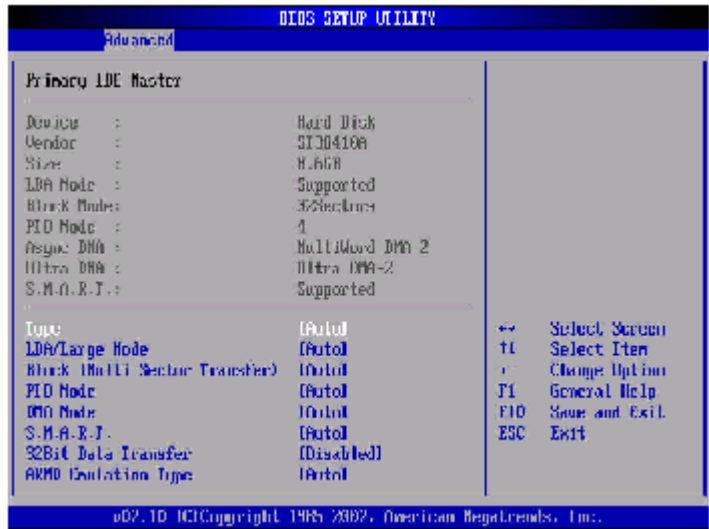 BIOS SETUP UTILITY
Advanced
Primary IDE Master
Device : Hard Disk
Vendor : ST38410A
Size : 8.6GB
LBA Mode : Supported
Block Mode: 32Sectors
PIO Mode : 4
Async DMA : MultiWord DMA-2
Ultra DMA : Ultra DMA-2
S.M.A.R.T.: Supported
Type [Auto]
LBA/Large Mode [Auto]
Block (Multi Sector Transfer) [Auto]
PIO Mode [Auto]
DMA Mode [Auto]
S.M.A.R.T. [Auto]
32Bit Data Transfer [Disabled]
ARMD Emulation Type [Auto]
↔ Select Screen
↑↓ Select Item
Change Option
F1 General Help
F10 Save and Exit
ESC Exit
v02.10 (C)Copyright 1985-2002, American Megatrends, Inc.